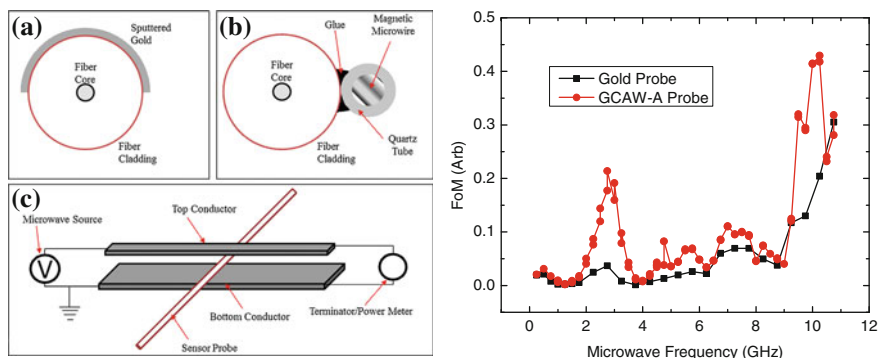 (a)
Sputtered
Gold
Fiber
Core
Fiber
Cladding
(b)
Glue
Magnetic
Microwire
Fiber
Core
Quartz
Tube
Fiber
Cladding
(c)
Microwave Source
Top Conductor
V
Bottom Conductor
Terminator/Power Meter
Sensor Probe
FoM (Arb)
0.5
0.4
0.3
0.2
0.1
0.0
Gold Probe
GCAW-A Probe
0 2 4 6 8 10 12
Microwave Frequency (GHz)